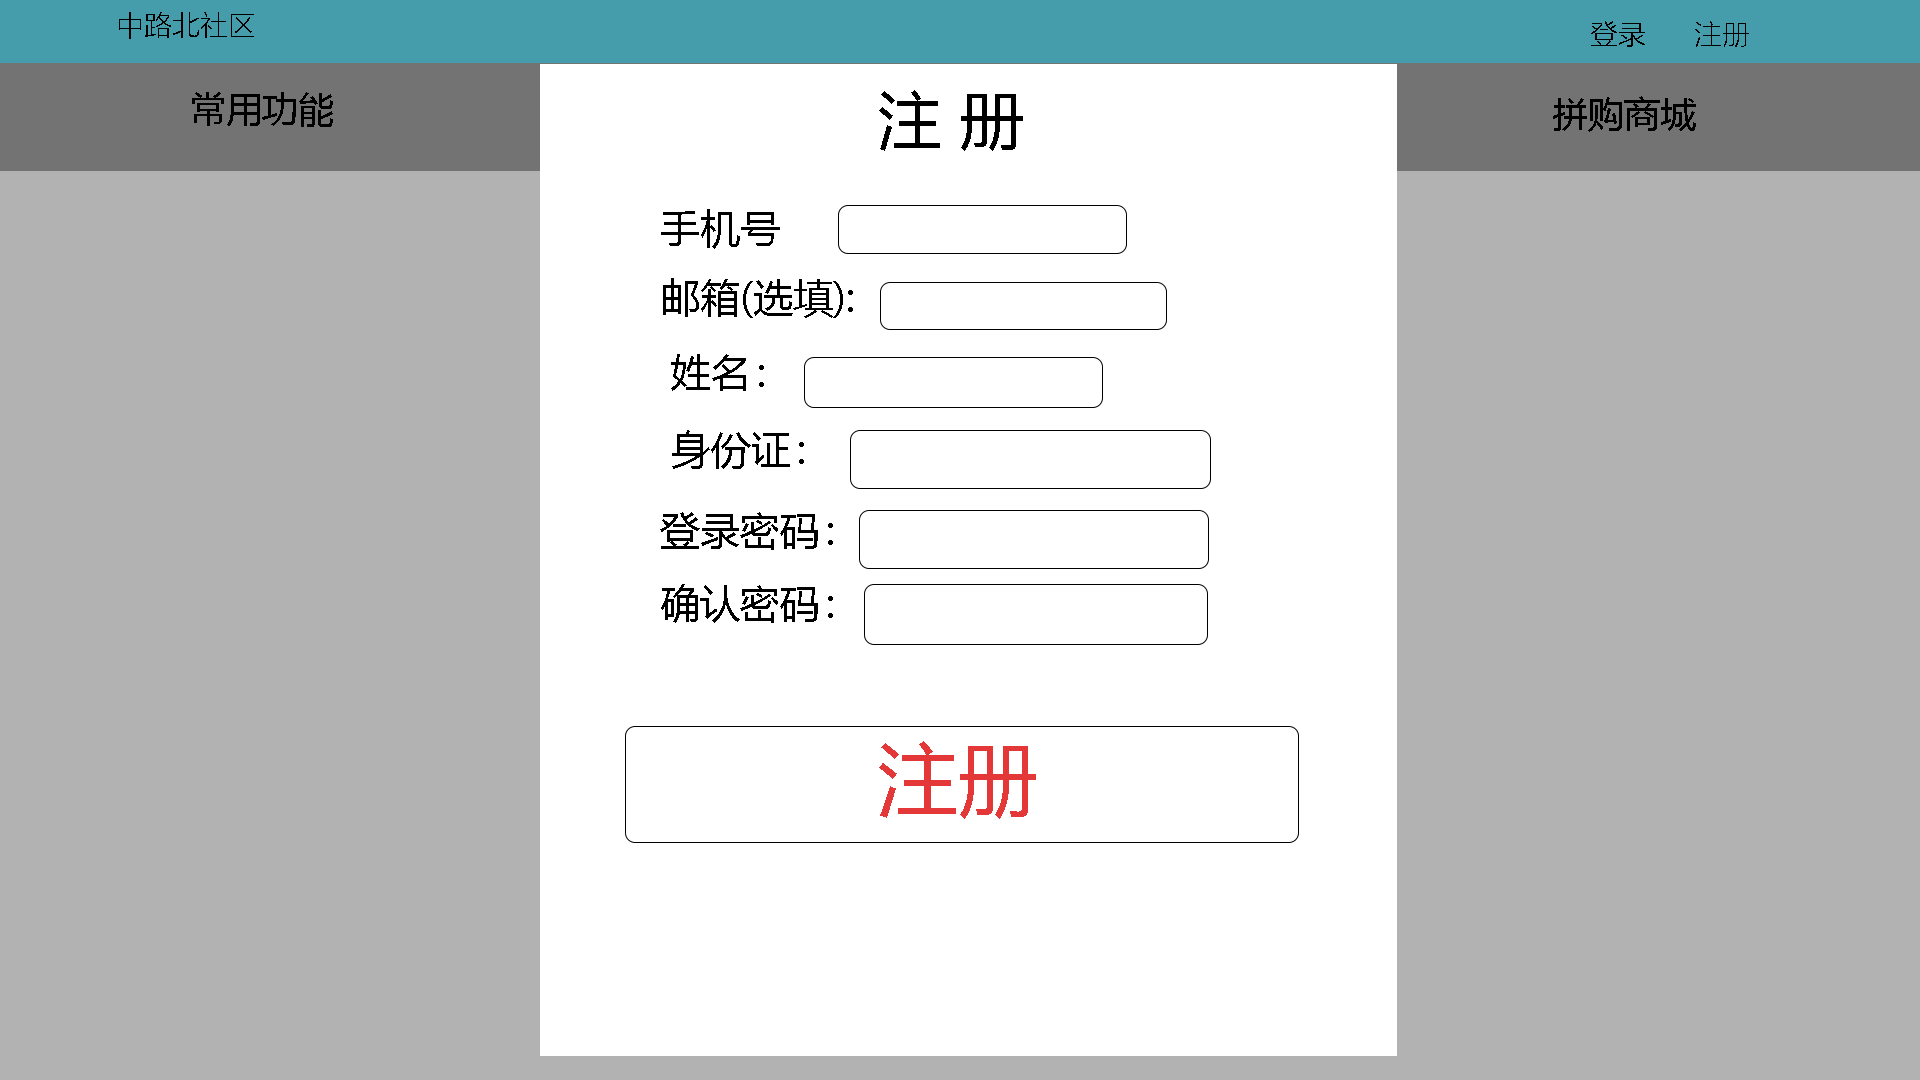 中路北社区
登录
注册
常用功能
注 册
拼购商城
手机号
邮箱(选填):
姓名：
身份证：
登录密码：
确认密码：
注册